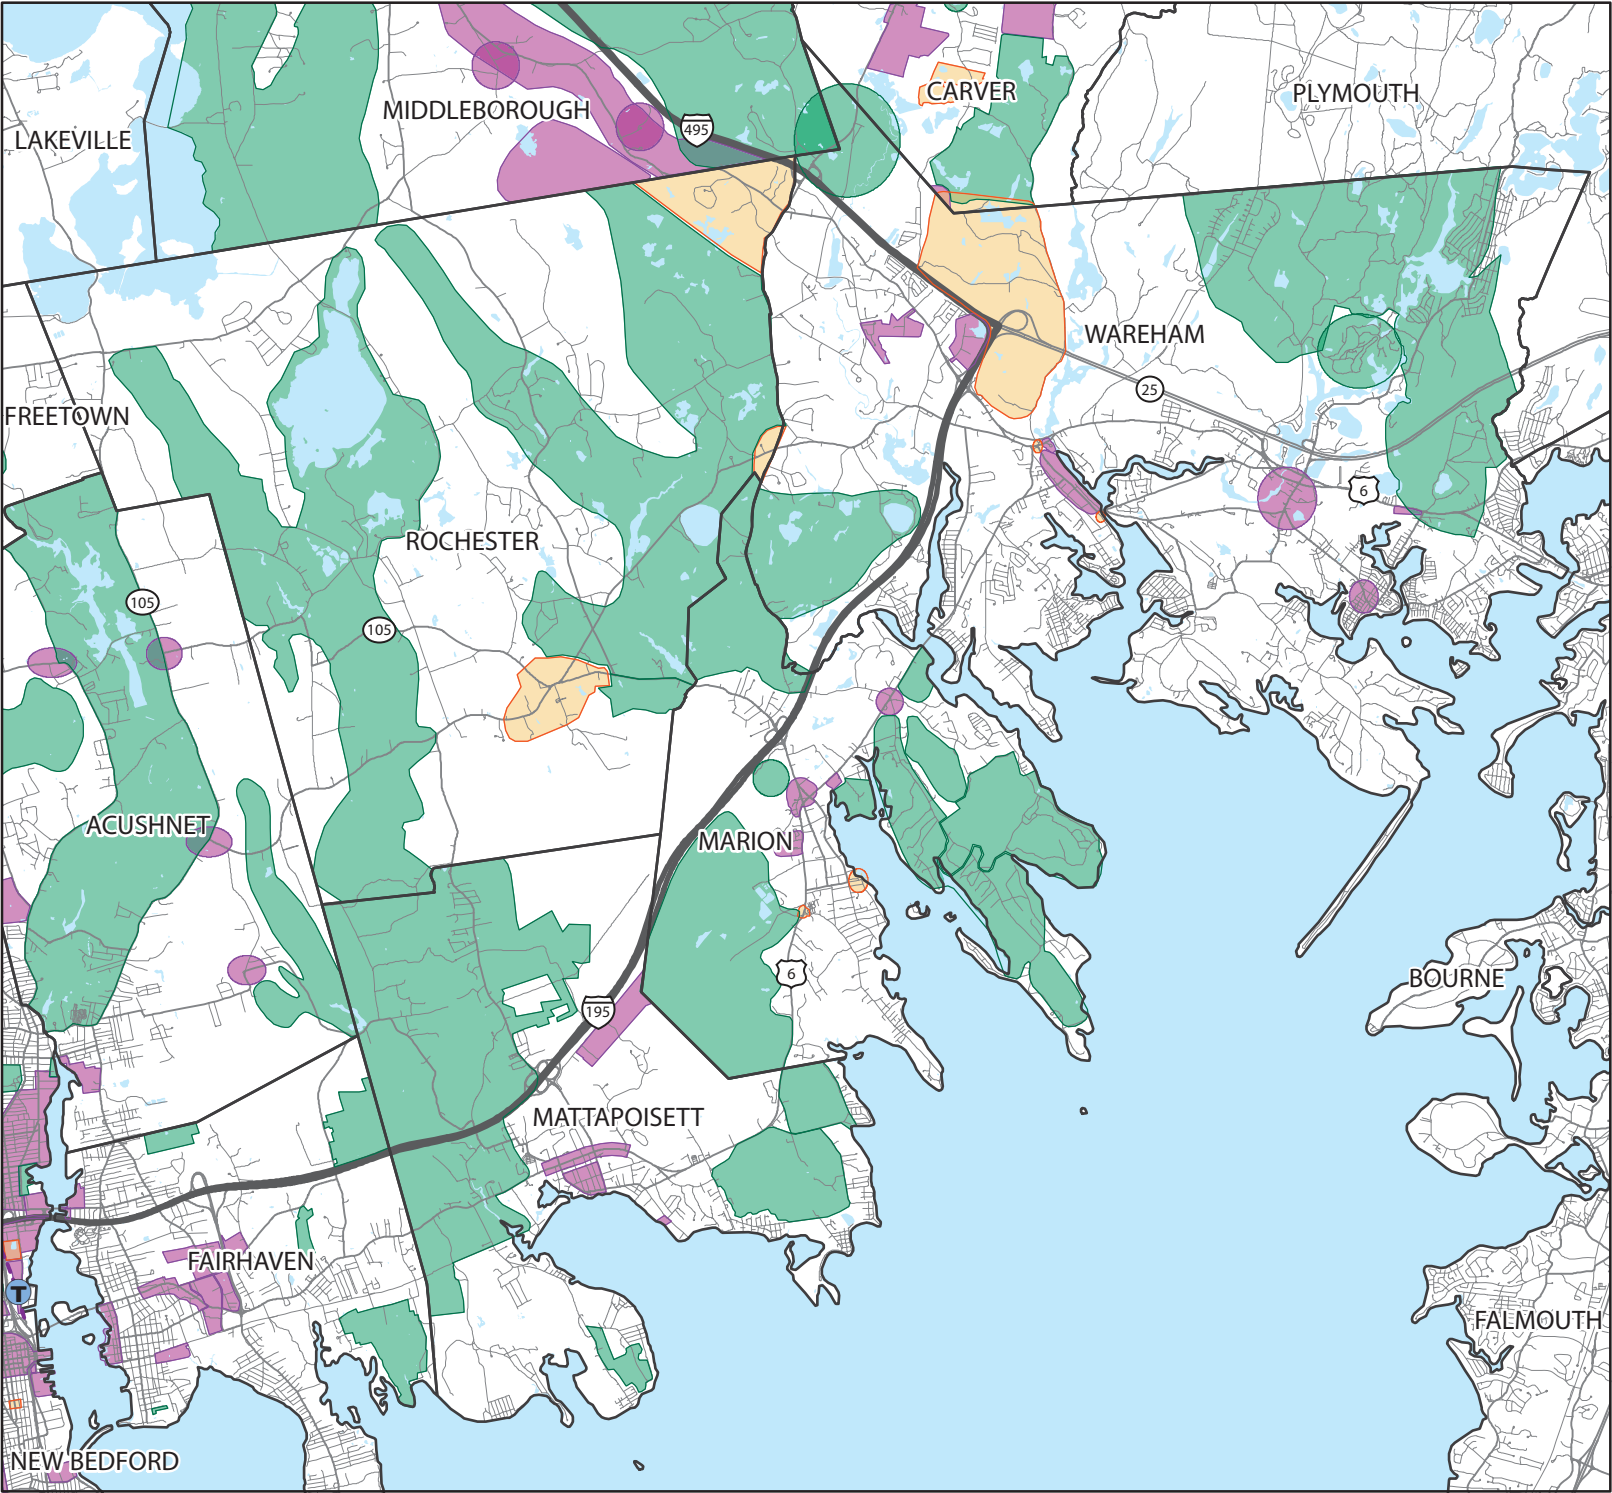 CARVER
PLYMOUTH
MIDDLEBOROUGH
495
LAKEVILLE
WAREHAM
25
FREETOWN
6
ROCHESTER
105
105
ACUSHNET
MARION
6
BOURNE
195
MATTAPOISETT
FAIRHAVEN
T
FALMOUTH
NEW BEDFORD